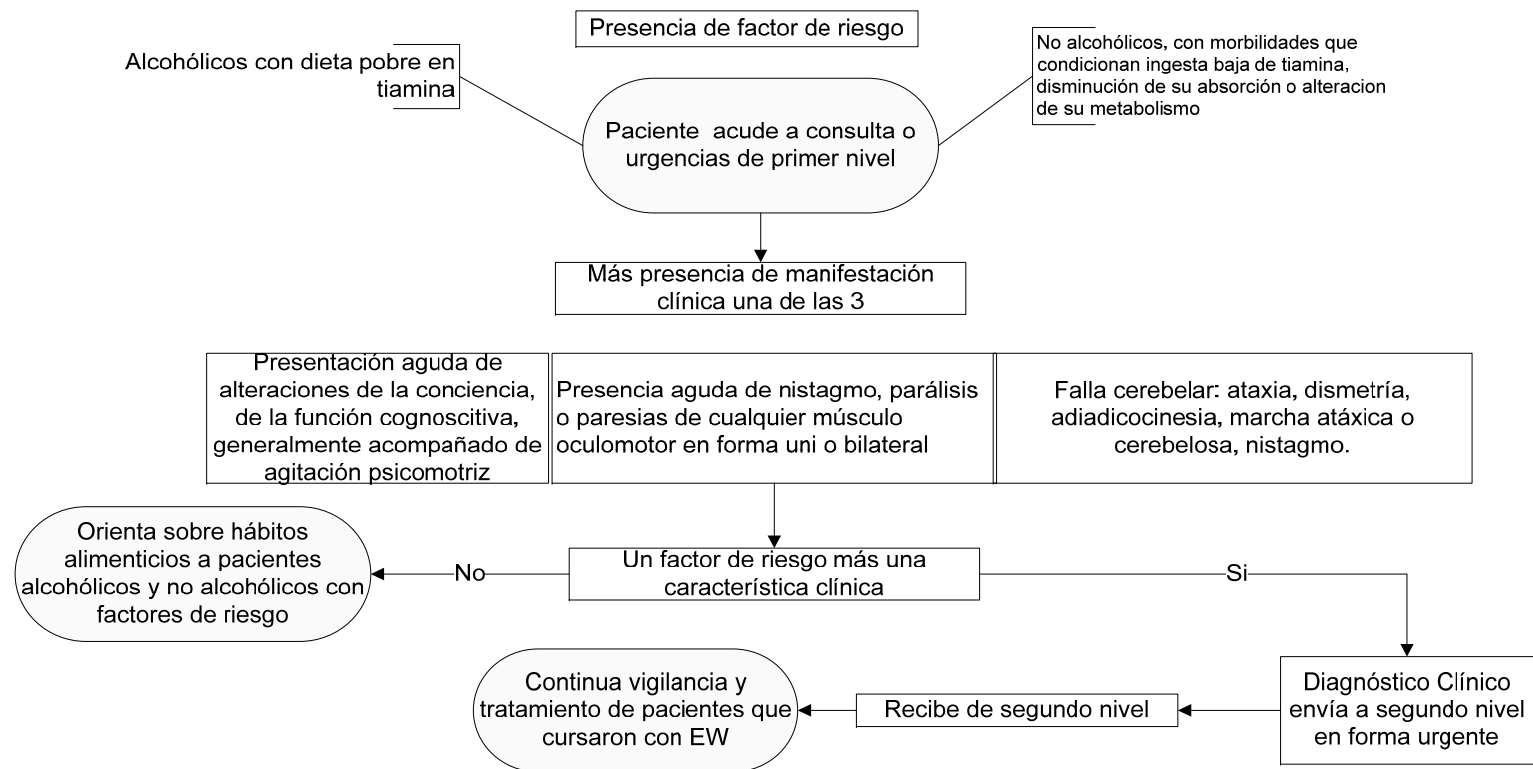 Presencia de factor de riesgo
Alcohólicos con dieta pobre en
tiamina
No alcohólicos, con morbilidades que
condicionan ingesta baja de tiamina,
disminución de su absorción o alteracion
de su metabolismo
Paciente acude a consulta o
urgencias de primer nivel
Más presencia de manifestación
clínica una de las 3
Presentación aguda de
alteraciones de la conciencia,
de la función cognoscitiva,
generalmente acompañado de
agitación psicomotriz
Presencia aguda de nistagmo, parálisis
o paresias de cualquier músculo
oculomotor en forma uni o bilateral
Falla cerebelar: ataxia, dismetría,
adiadicocinesia, marcha atáxica o
cerebelosa, nistagmo.
Orienta sobre hábitos
alimenticios a pacientes
alcohólicos y no alcohólicos con
factores de riesgo
No
Un factor de riesgo más una
característica clínica
Si
Continua vigilancia y
tratamiento de pacientes que
cursaron con EW
Recibe de segundo nivel
Diagnóstico Clínico
envía a segundo nivel
en forma urgente